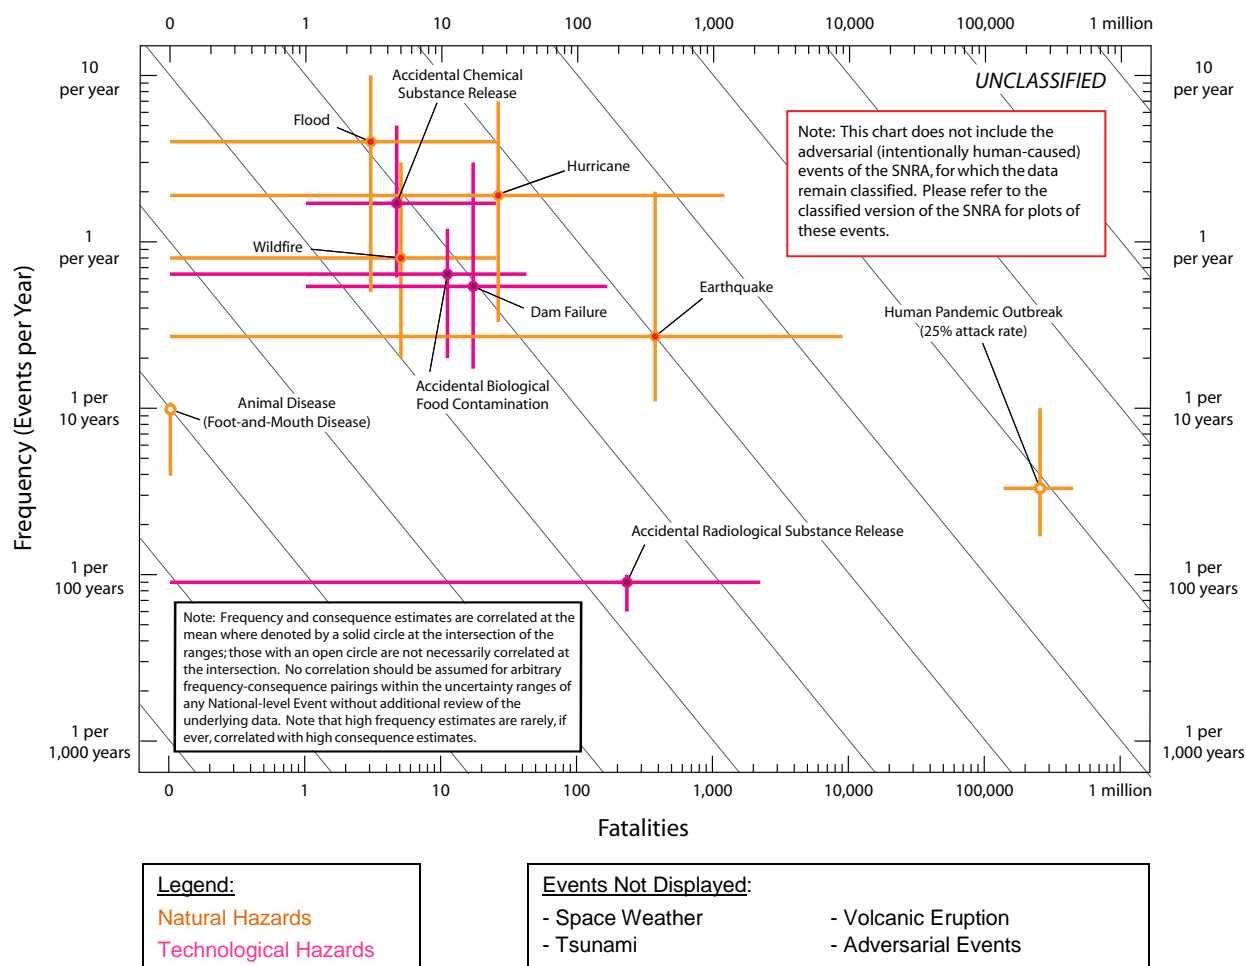 0 1 10 100 1,000 10,000 100,000 1 million
UNCLASSIFIED
10
per year
1
per year
1 per
10 years
1 per
100 years
1 per
1,000 years
Frequency (Events per Year)
10
per year
1
per year
1 per
10 years
1 per
100 years
1 per
1,000 years
Accidental Chemical
Substance Release
Flood
Hurricane
Wildfire
Dam Failure
Earthquake
Human Pandemic Outbreak
(25% attack rate)
Accidental Biological
Food Contamination
Animal Disease
(Foot-and-Mouth Disease)
Accidental Radiological Substance Release
Note: This chart does not include the
adversarial (intentionally human-caused)
events of the SNRA, for which the data
remain classified. Please refer to the
classified version of the SNRA for plots of
these events.
Note: Frequency and consequence estimates are correlated at the
mean where denoted by a solid circle at the intersection of the
ranges; those with an open circle are not necessarily correlated at
the intersection. No correlation should be assumed for arbitrary
frequency-consequence pairings within the uncertainty ranges of
any National-level Event without additional review of the
underlying data. Note that high frequency estimates are rarely, if
ever, correlated with high consequence estimates.
0 1 10 100 1,000 10,000 100,000 1 million
Fatalities
Legend:
Natural Hazards
Technological Hazards
Events Not Displayed:
- Space Weather
- Tsunami
- Volcanic Eruption
- Adversarial Events